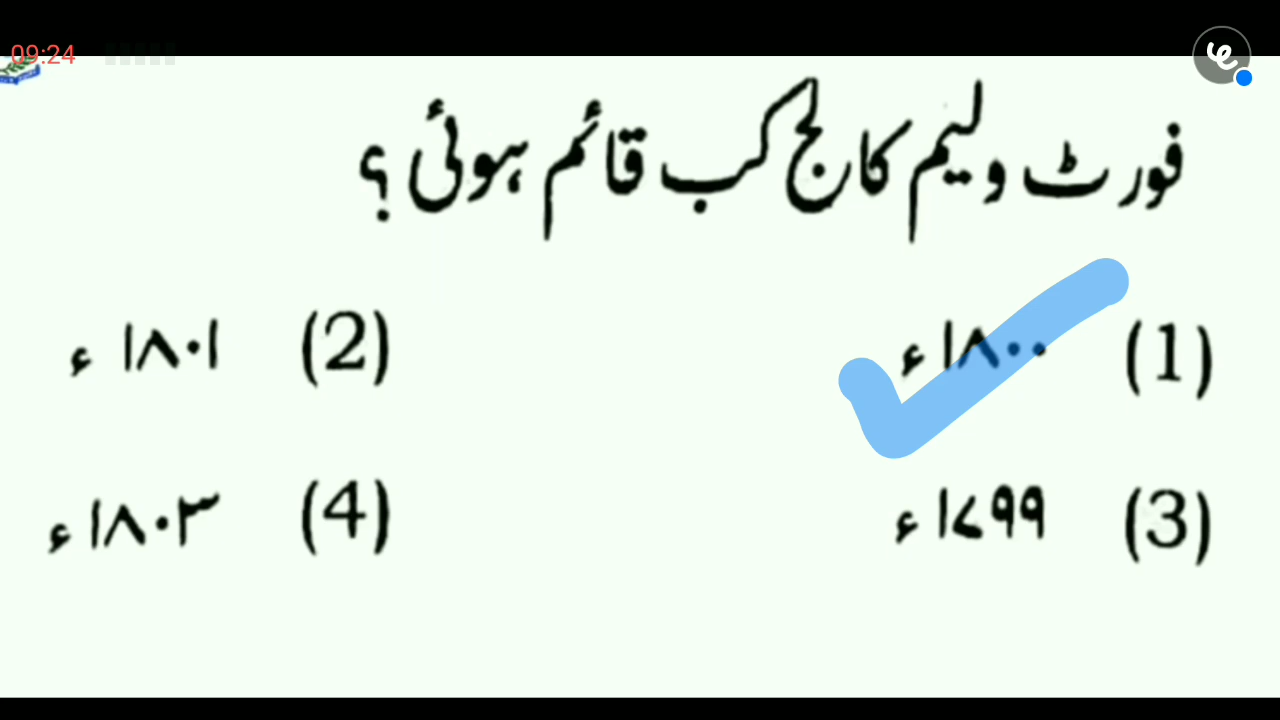 09:24
فورٹ ولیم کالج کب قائم ہوئی ؟
(1) ۱۸۰۰ء (2) ۱۸۰۱ء
(3) ۱۷۹۹ء (4) ۱۸۰۳ء